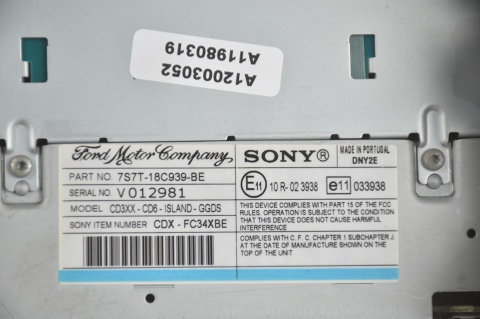 A12003052
A11980319
Ford Motor Company
PART NO. 7S7T-18C939-BE
SERIAL NO. V 012981
MODEL CD3XX - CD6 - ISLAND - GGDS
SONY ITEM NUMBER CDX - FC34XBE
SONY®
MADE IN PORTUGAL
DNY2E
E11 10 R - 02 3938 e11 033938
THIS DEVICE COMPLIES WITH PART 15 OF THE FCC
RULES. OPERATION IS SUBJECT TO THE CONDITION
THAT THIS DEVICE DOES NOT CAUSE HARMFUL
INTERFERENCE
COMPLIES WITH C. F. C. CHAPTER 1 SUBCHAPTER J.
AT THE DATE OF MANUFACTURE SHOWN ON THE
TOP OF THE DEVICE